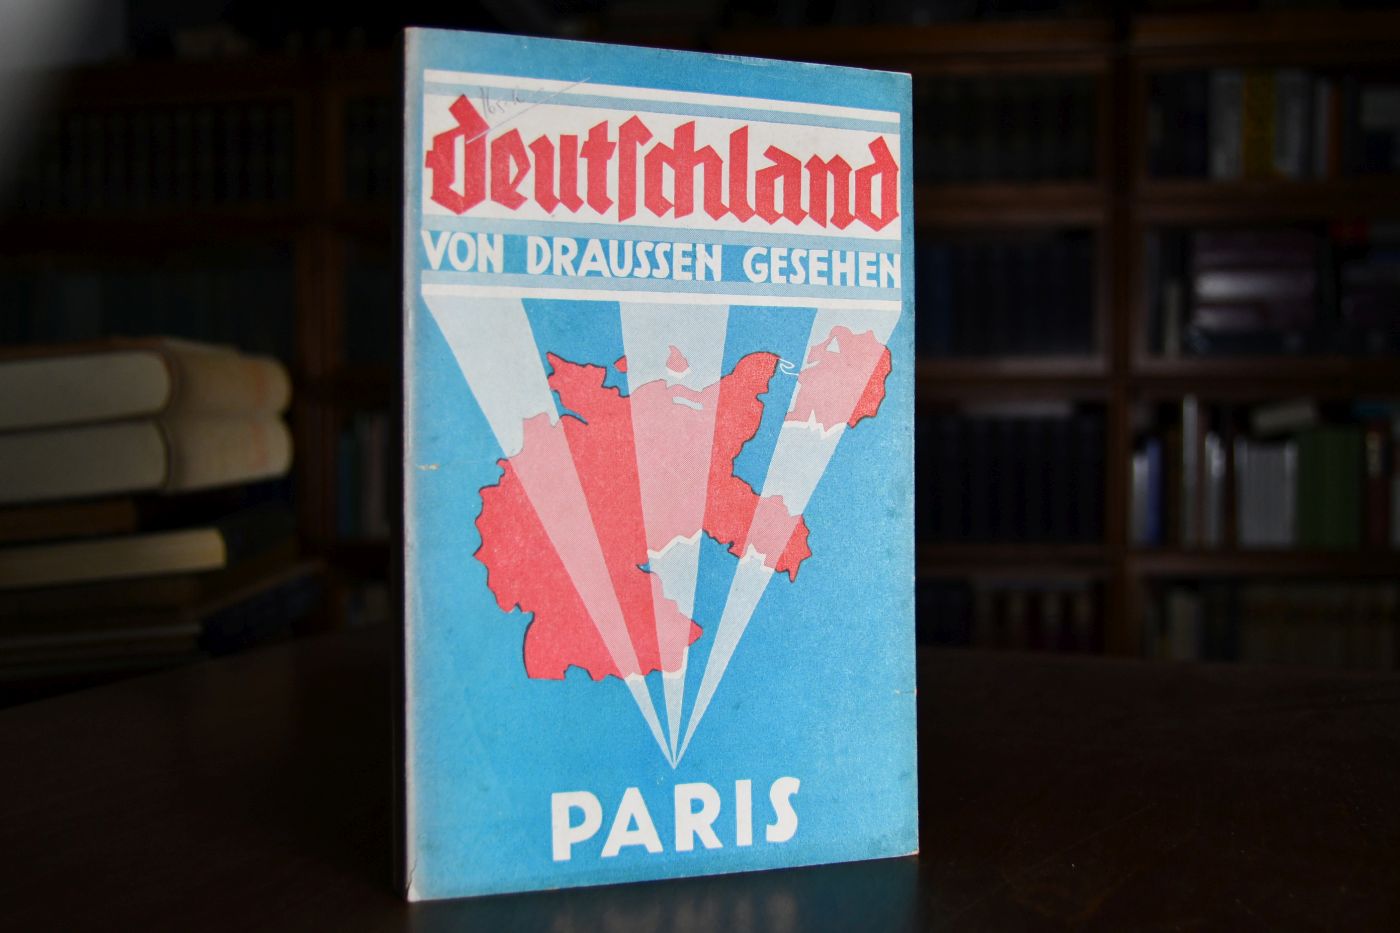 deutſchland
VON DRAUSSEN GESEHEN
PARIS